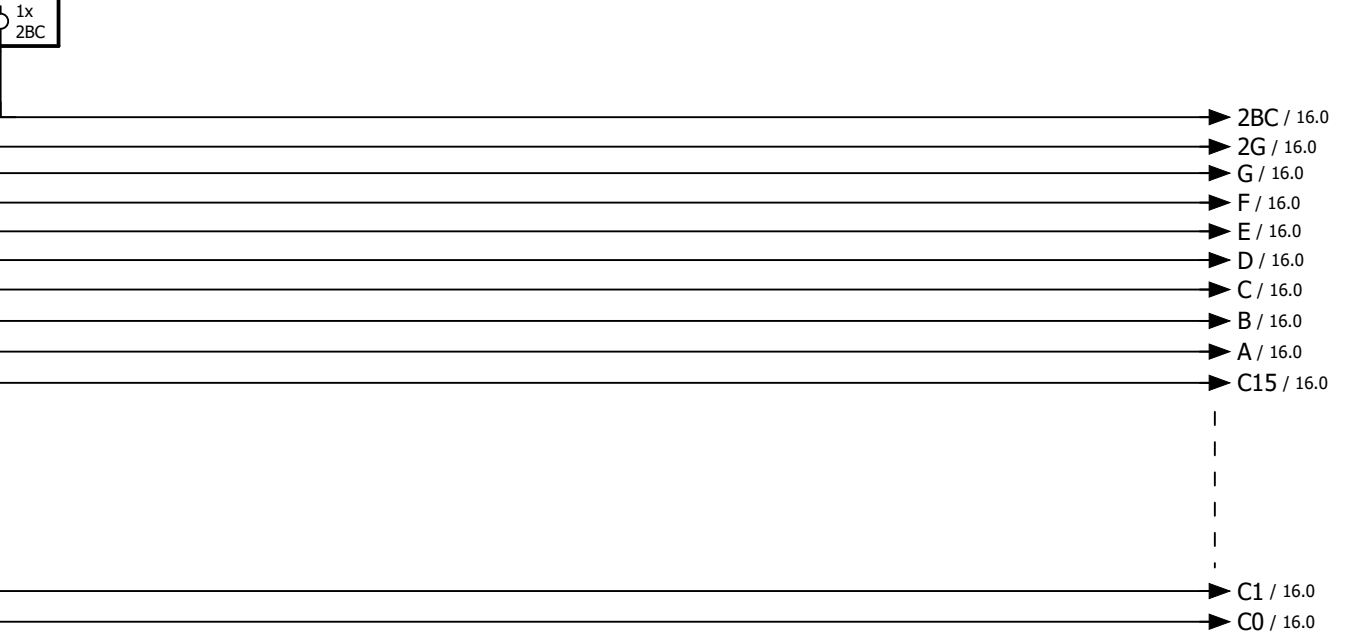 1x
2BC
2BC / 16.0
2G / 16.0
G / 16.0
F / 16.0
E / 16.0
D / 16.0
C / 16.0
B / 16.0
A / 16.0
C15 / 16.0
C1 / 16.0
C0 / 16.0